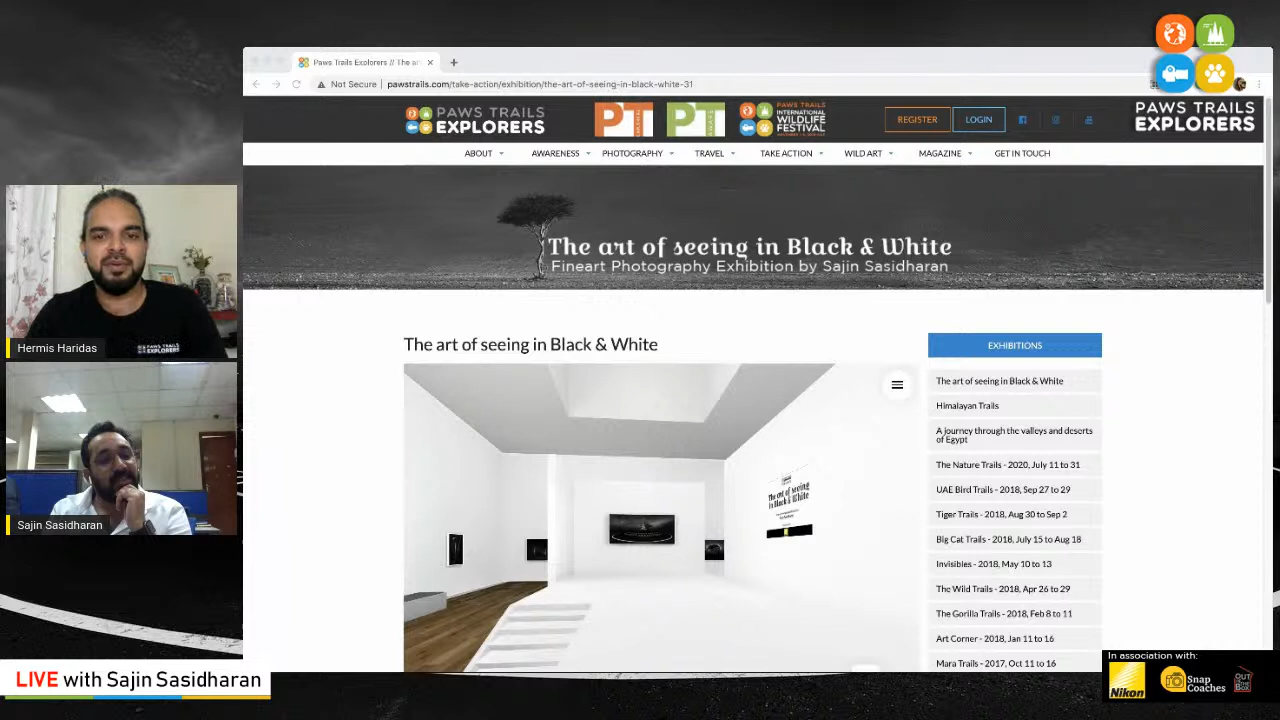 Paws Trails Explorers // The ar
Not Secure | pawstrails.com/take-action/exhibition/the-art-of-seeing-in-black-white-31
PAWS TRAILS
EXPLORERS
PT
PT
PAWS TRAILS
INTERNATIONAL
WILDLIFE
FESTIVAL
REGISTER
LOGIN
PAWS TRAILS
EXPLORERS
ABOUT
AWARENESS
PHOTOGRAPHY
TRAVEL
TAKE ACTION
WILD ART
MAGAZINE
GET IN TOUCH
The art of seeing in Black & White
Fineart Photography Exhibition by Sajin Sasidharan
The art of seeing in Black & White
EXHIBITIONS
The art of seeing in Black & White
Himalayan Trails
A journey through the valleys and deserts
of Egypt
The Nature Trails - 2020, July 11 to 31
UAE Bird Trails - 2018, Sep 27 to 29
Tiger Trails - 2018, Aug 30 to Sep 2
Big Cat Trails - 2018, July 15 to Aug 18
Invisibles - 2018, May 10 to 13
The Wild Trails - 2018, Apr 26 to 29
The Gorilla Trails - 2018, Feb 8 to 11
Art Corner - 2018, Jan 11 to 16
Mara Trails - 2017, Oct 11 to 16
The art of seeing
in Black & White
PAWS TRAILS
EXPLORERS
Hermis Haridas
Sajin Sasidharan
LIVE with Sajin Sasidharan
In association with:
Nikon
Snap
Coaches
OUT
THE
BOX